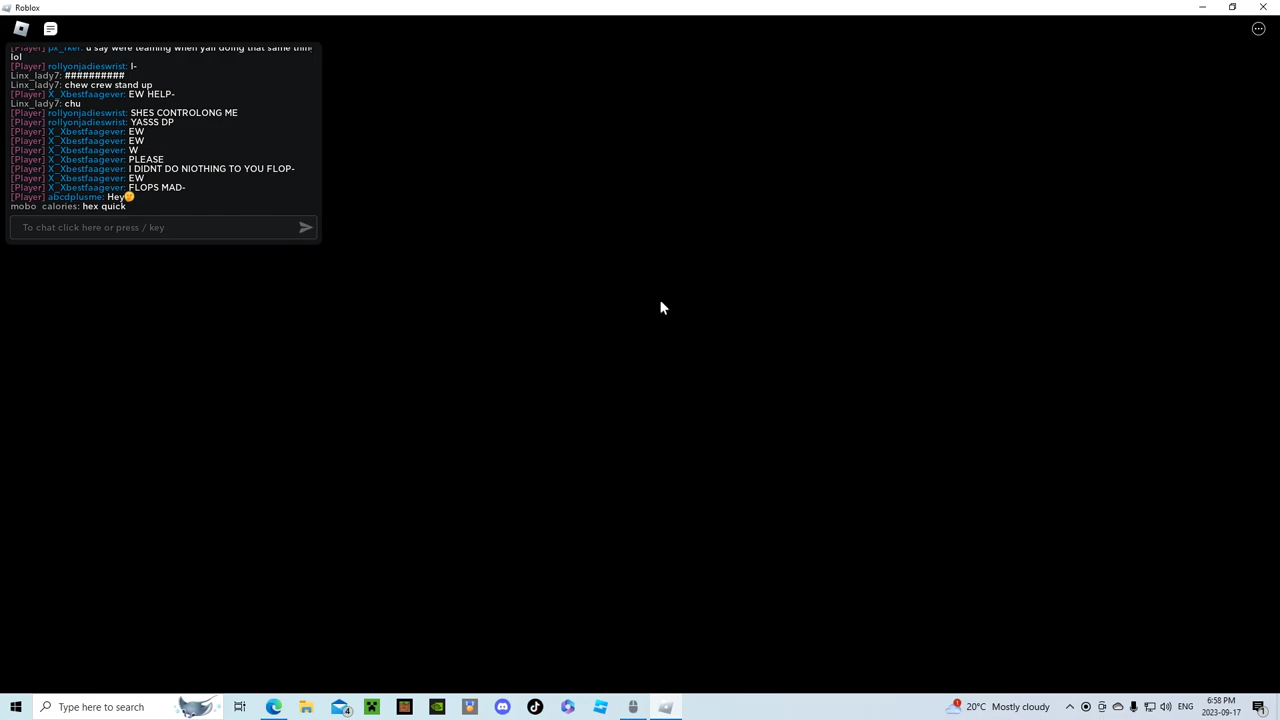 Roblox
[Player] px_rker: u say were teaming when yall doing that same thin
lol
[Player] rollyonjadieswrist: I-
Linx_lady7: ##########
Linx_lady7: chew crew stand up
[Player] X_Xbestfaagever: EW HELP-
Linx_lady7: chu
[Player] rollyonjadieswrist: SHES CONTROLONG ME
[Player] rollyonjadieswrist: YASSS DP
[Player] X_Xbestfaagever: EW
[Player] X_Xbestfaagever: EW
[Player] X_Xbestfaagever: W
[Player] X_Xbestfaagever: PLEASE
[Player] X_Xbestfaagever: I DIDNT DO NIOTHING TO YOU FLOP-
[Player] X_Xbestfaagever: EW
[Player] X_Xbestfaagever: FLOPS MAD-
[Player] abcdplusme: Hey🤔
mobo_calories: hex quick
To chat click here or press / key
Type here to search
4
20°C Mostly cloudy
ENG
6:58 PM
2023-09-17
1